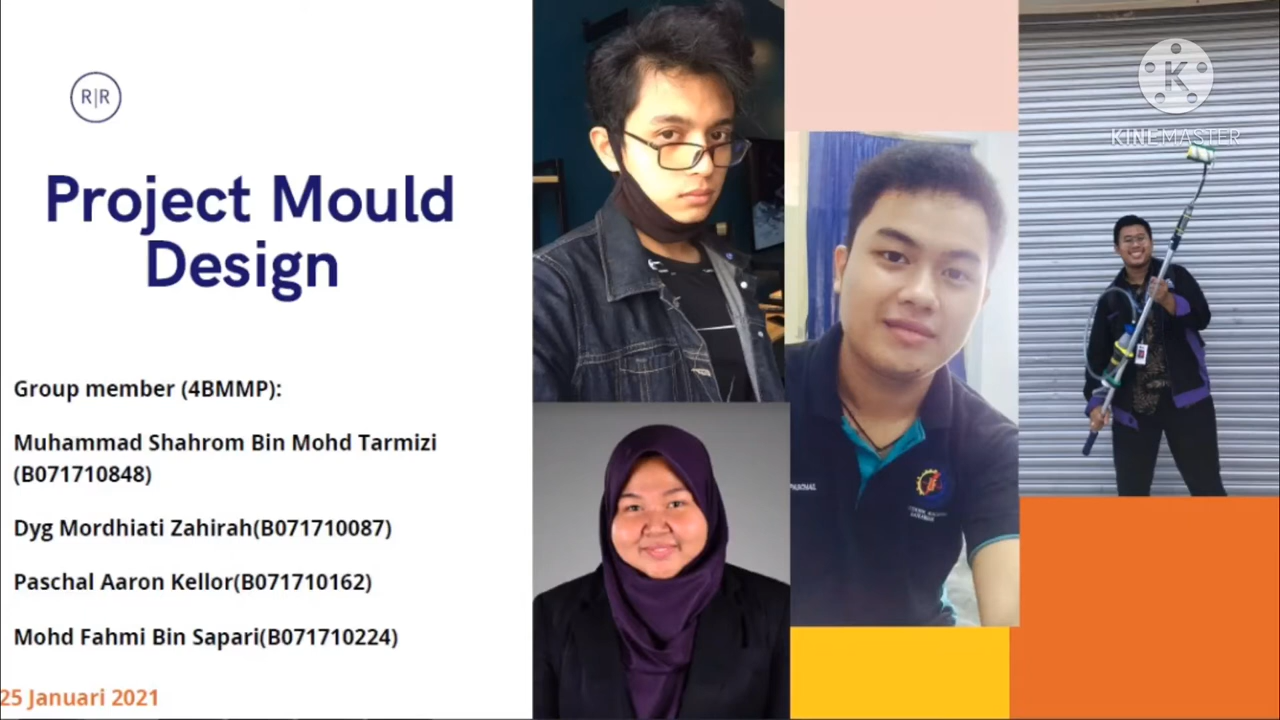 R|R
Project Mould
Design
Group member (4BMMP):
Muhammad Shahrom Bin Mohd Tarmizi
(B071710848)
Dyg Mordhiati Zahirah(B071710087)
Paschal Aaron Kellor(B071710162)
Mohd Fahmi Bin Sapari(B071710224)
25 Januari 2021
K
KINEMASTER
PASCHAL